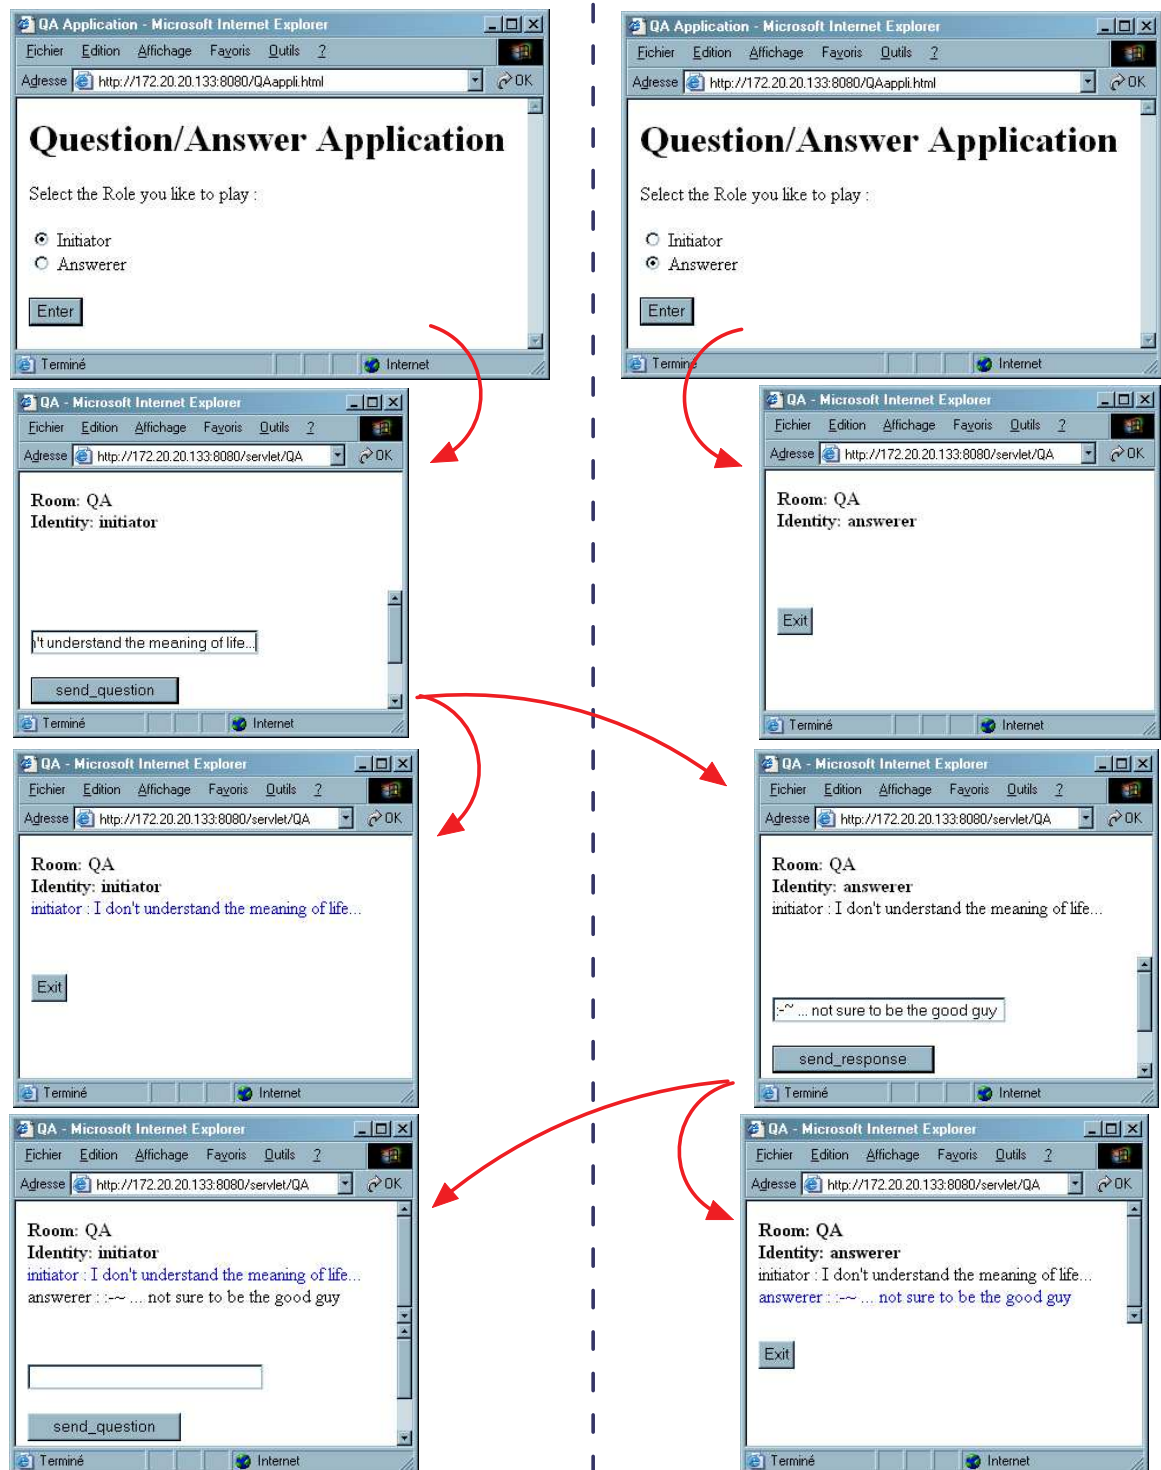 QA Application - Microsoft Internet Explorer
Fichier Edition Affichage Favoris Outils ?
Adresse http://172.20.20.133:8080/QAappli.html OK
Question/Answer Application
Select the Role you like to play :
Initiator
Answerer
Enter
Terminé Internet
QA Application - Microsoft Internet Explorer
Fichier Edition Affichage Favoris Outils ?
Adresse http://172.20.20.133:8080/QAappli.html OK
Question/Answer Application
Select the Role you like to play :
Initiator
Answerer
Enter
Terminé Internet
QA - Microsoft Internet Explorer
Fichier Edition Affichage Favoris Outils ?
Adresse http://172.20.20.133:8080/servlet/QA OK
Room: QA
Identity: initiator
't understand the meaning of life...
send_question
Terminé Internet
QA - Microsoft Internet Explorer
Fichier Edition Affichage Favoris Outils ?
Adresse http://172.20.20.133:8080/servlet/QA OK
Room: QA
Identity: answerer
Exit
Terminé Internet
QA - Microsoft Internet Explorer
Fichier Edition Affichage Favoris Outils ?
Adresse http://172.20.20.133:8080/servlet/QA OK
Room: QA
Identity: initiator
initiator : I don't understand the meaning of life...
Exit
Terminé Internet
QA - Microsoft Internet Explorer
Fichier Edition Affichage Favoris Outils ?
Adresse http://172.20.20.133:8080/servlet/QA OK
Room: QA
Identity: answerer
initiator : I don't understand the meaning of life...
:-~ ... not sure to be the good guy
send_response
Terminé Internet
QA - Microsoft Internet Explorer
Fichier Edition Affichage Favoris Outils ?
Adresse http://172.20.20.133:8080/servlet/QA OK
Room: QA
Identity: initiator
initiator : I don't understand the meaning of life...
answerer : :-~ ... not sure to be the good guy
send_question
Terminé Internet
QA - Microsoft Internet Explorer
Fichier Edition Affichage Favoris Outils ?
Adresse http://172.20.20.133:8080/servlet/QA OK
Room: QA
Identity: answerer
initiator : I don't understand the meaning of life...
answerer : :-~ ... not sure to be the good guy
Exit
Terminé Internet